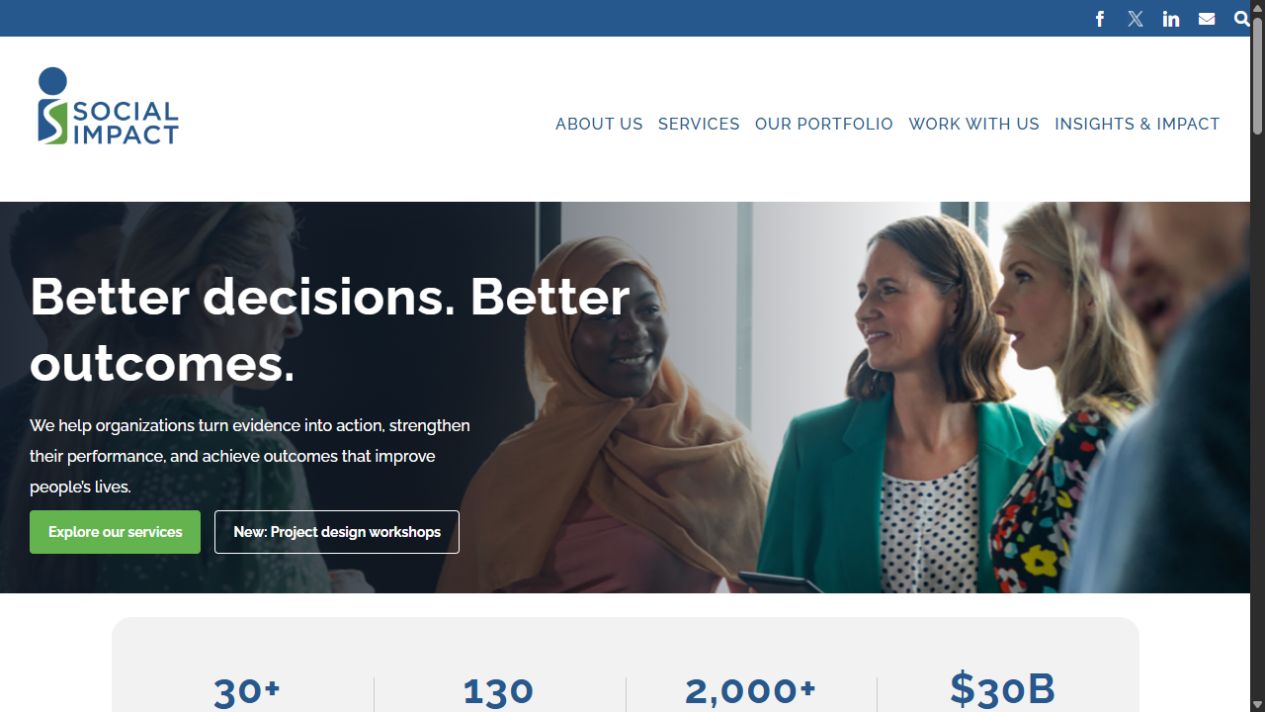 SOCIAL
IMPACT
ABOUT US SERVICES OUR PORTFOLIO WORK WITH US INSIGHTS & IMPACT
Better decisions. Better
outcomes.
We help organizations turn evidence into action, strengthen
their performance, and achieve outcomes that improve
people's lives.
Explore our services New: Project design workshops
30+ 130 2,000+ $30B